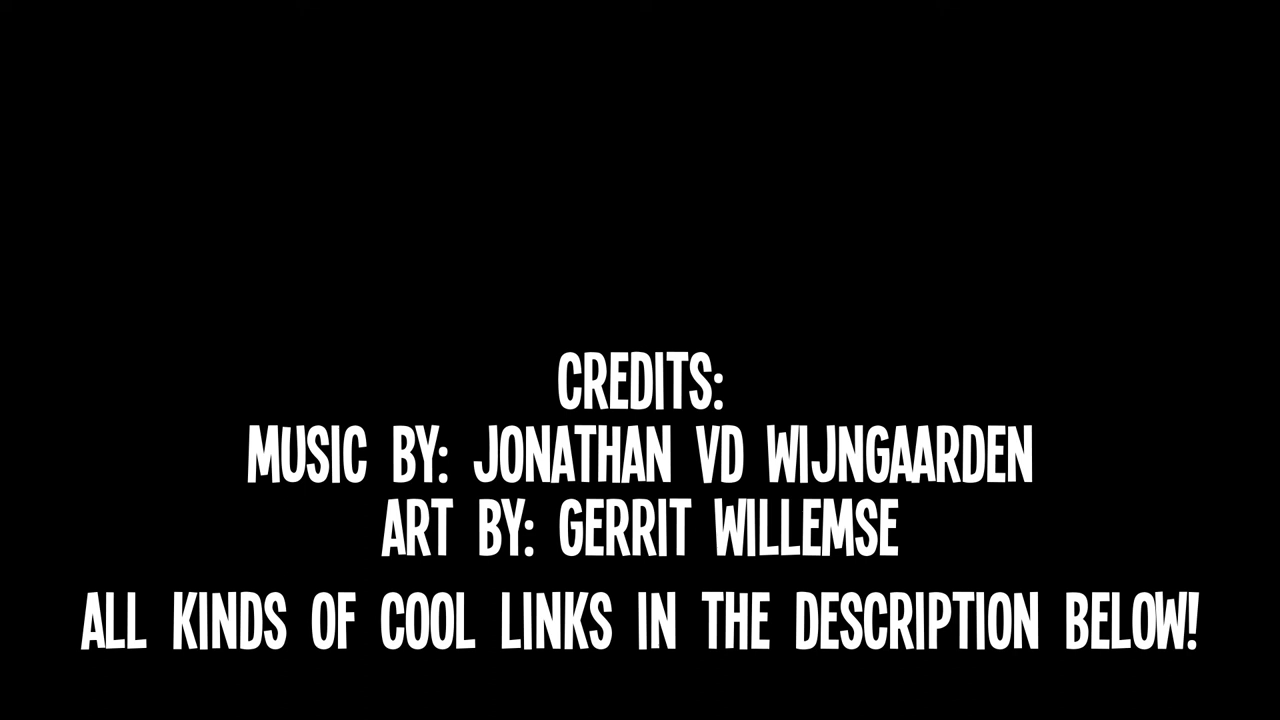 CREDITS:
MUSIC BY: JONATHAN VD WIJNGAARDEN
ART BY: GERRIT WILLEMSE
ALL KINDS OF COOL LINKS IN THE DESCRIPTION BELOW!